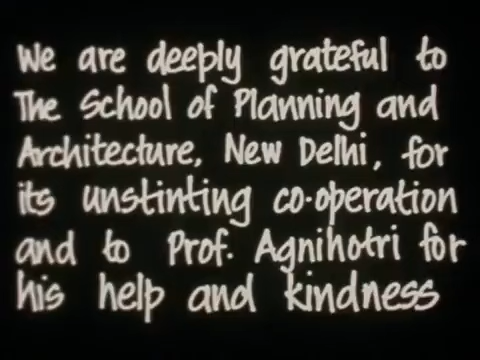 We are deeply grateful to
The School of Planning and
Architecture, New Delhi, for
its unstinting co-operation
and to Prof. Agnihotri for
his help and kindness